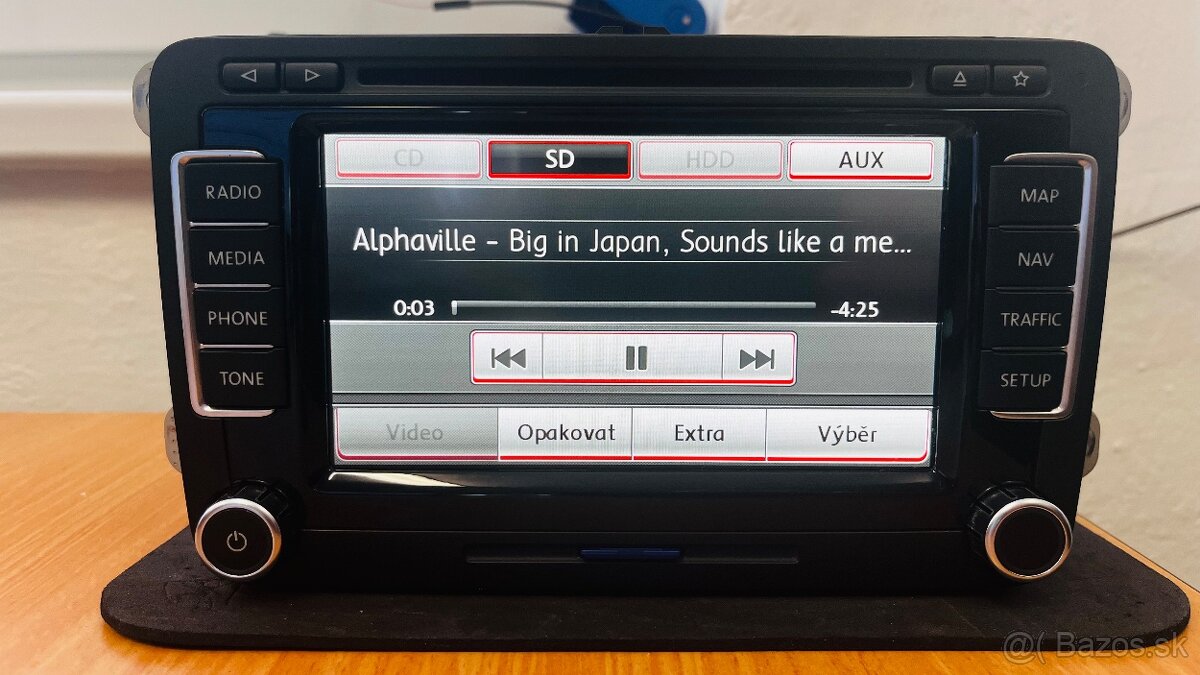 CD SD HDD AUX
RADIO
MEDIA
PHONE
TONE
Alphaville - Big in Japan, Sounds like a me...
0:03 -4:25
Video Opakovat Extra Výběr
MAP
NAV
TRAFFIC
SETUP
@( Bazos.sk